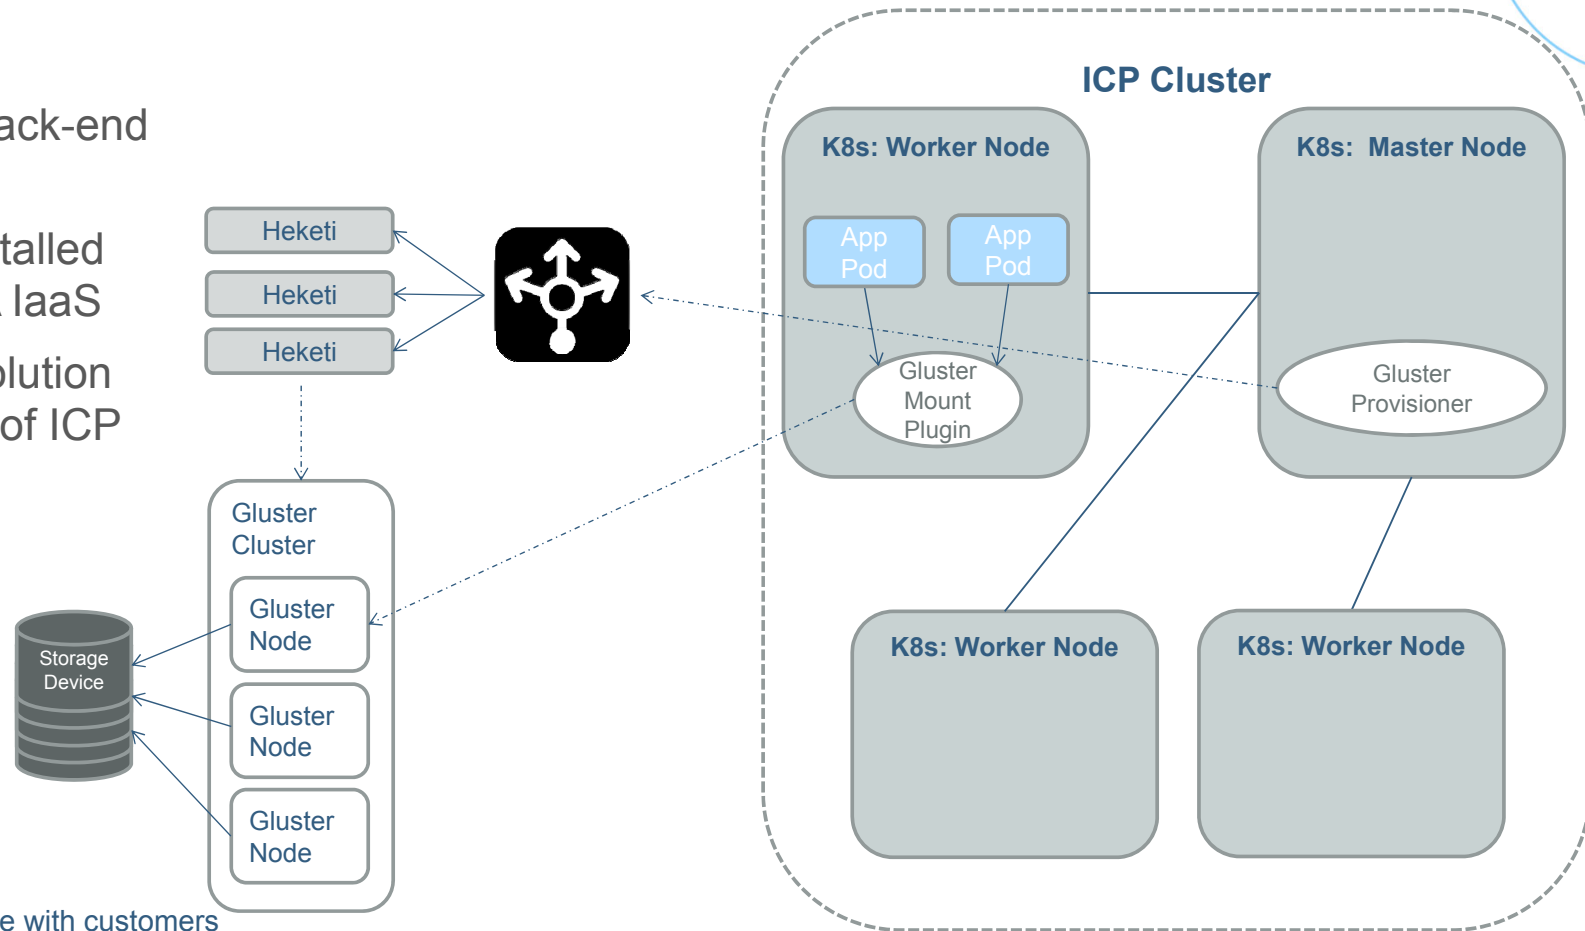 ack-end
talled
IaaS
olution
of ICP
e with customers
Heketi
Heketi
Heketi
Gluster
Cluster
Gluster
Node
Gluster
Node
Gluster
Node
Storage
Device
ICP Cluster
K8s: Worker Node
App
Pod
App
Pod
Gluster
Mount
Plugin
K8s: Master Node
Gluster
Provisioner
K8s: Worker Node
K8s: Worker Node